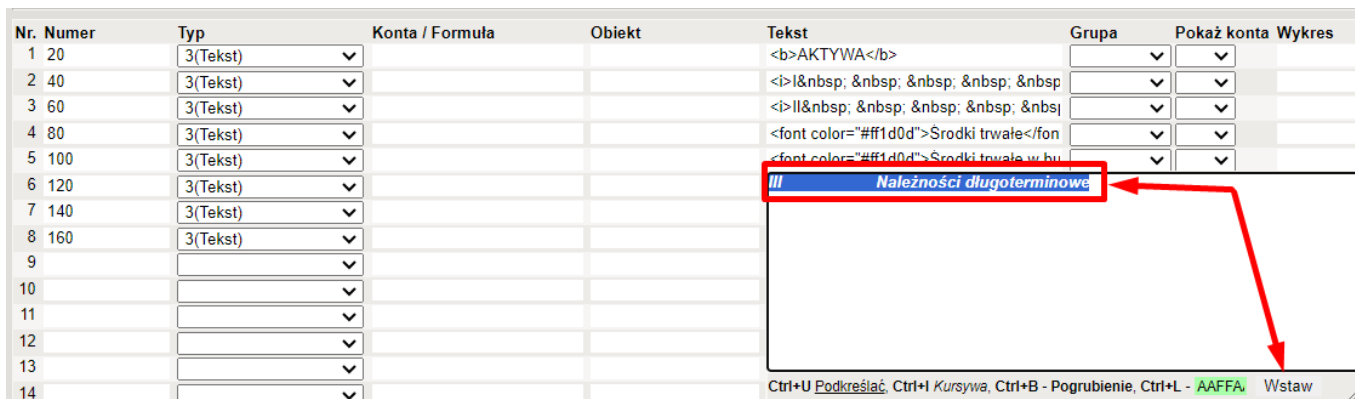 Nr. Numer Typ Konta / Formuła Obiekt Tekst Grupa Pokaż konta Wykres
1 20 3(Tekst) <b>AKTYWA</b>
2 40 3(Tekst) <i>I&nbsp; &nbsp; &nbsp; &nbsp; &nbsp
3 60 3(Tekst) <i>II&nbsp; &nbsp; &nbsp; &nbsp; &nbs
4 80 3(Tekst) <font color="#ff1d0d">Środki trwałe</fon
5 100 3(Tekst) <font color="#ff1d0d">Środki trwałe w bu
6 120 3(Tekst) III Należności długoterminowe
7 140 3(Tekst)
8 160 3(Tekst)
9
10
11
12
13
14 Ctrl+U Podkreślać, Ctrl+I Kursywa, Ctrl+B - Pogrubienie, Ctrl+L - AAFFA Wstaw